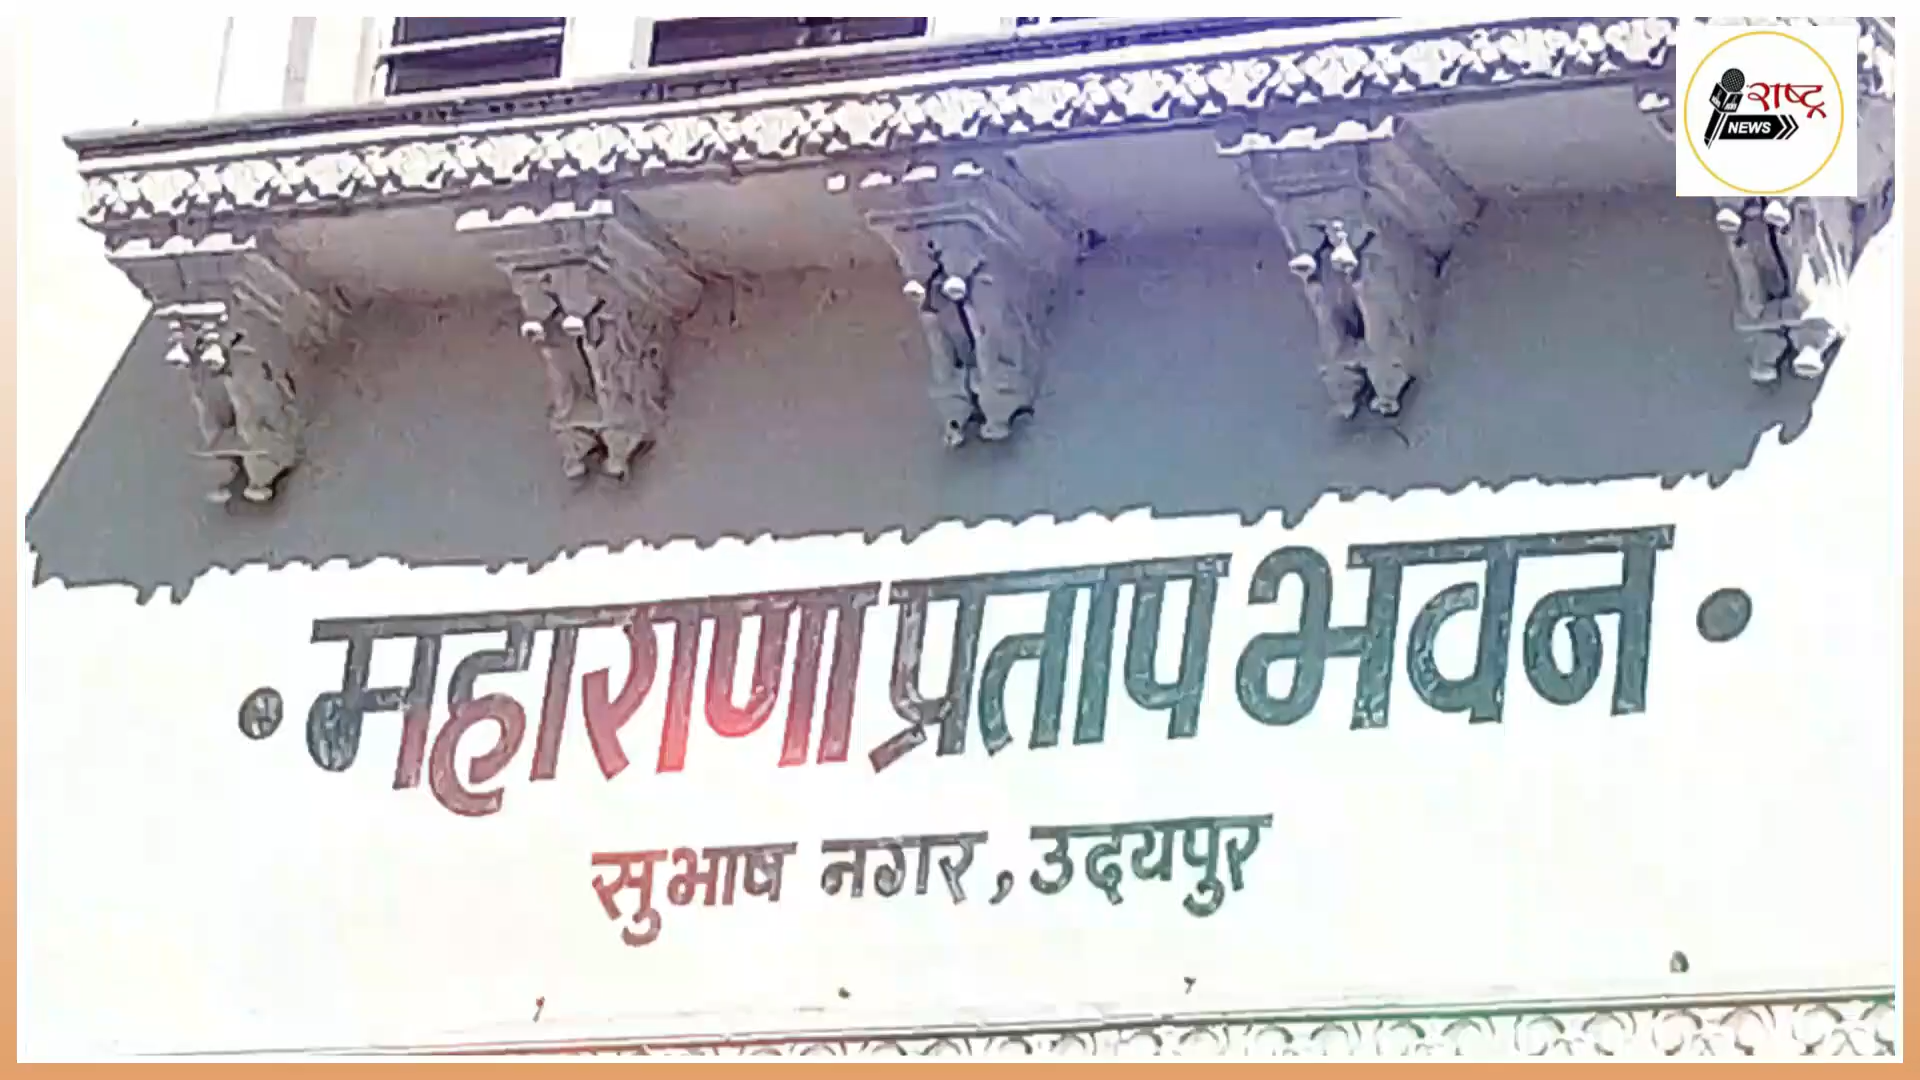 राष्ट्र
NEWS
• महाराणा प्रताप भवन •
सुभाष नगर, उदयपुर